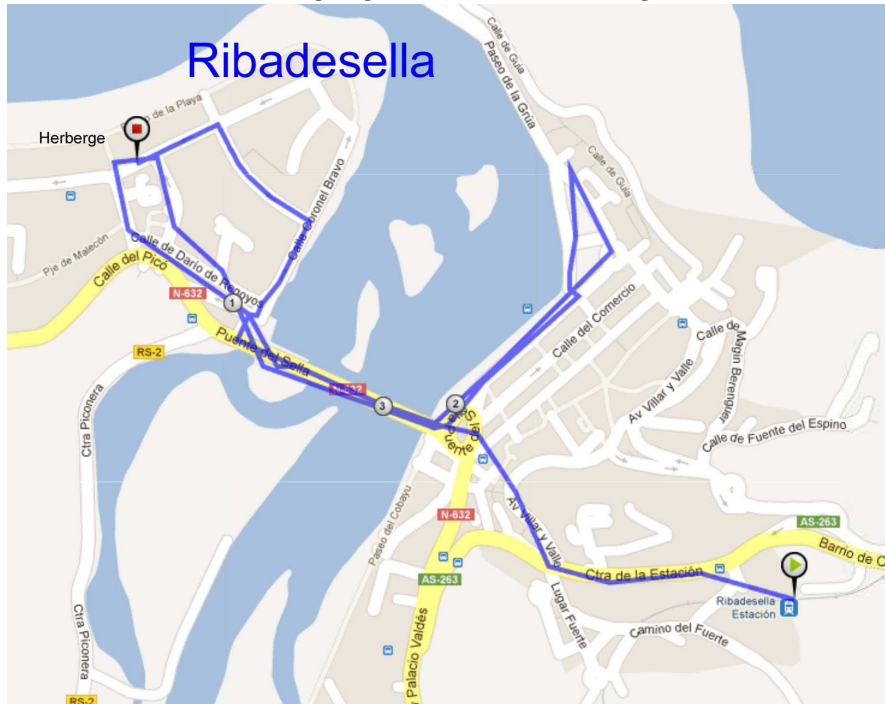 Ribadesella
Herberge
de la Playa
Paseo de la Grúa
Calle de Guía
Calle de Guía
Calle Coronel Bravo
Pje de Malecón
Calle de Darío de Regoyos
Calle del Picó
N-632
1
RS-2
Puente del Sella
N-632
3
2
Calle del Comercio
Calle de Magín Berenguer
Av Villar y Valle
Calle de Fuente del Espino
Ctra Piconera
Paseo del Cobayu
N-632
Av Villar y Valle
AS-263
Barrio de
AS-263
Ctra de la Estación
Ribadesella
Estación
Lugar Fuerte
Camino del Fuerte
Ctra Piconera
Palacio Valdés
RS-2